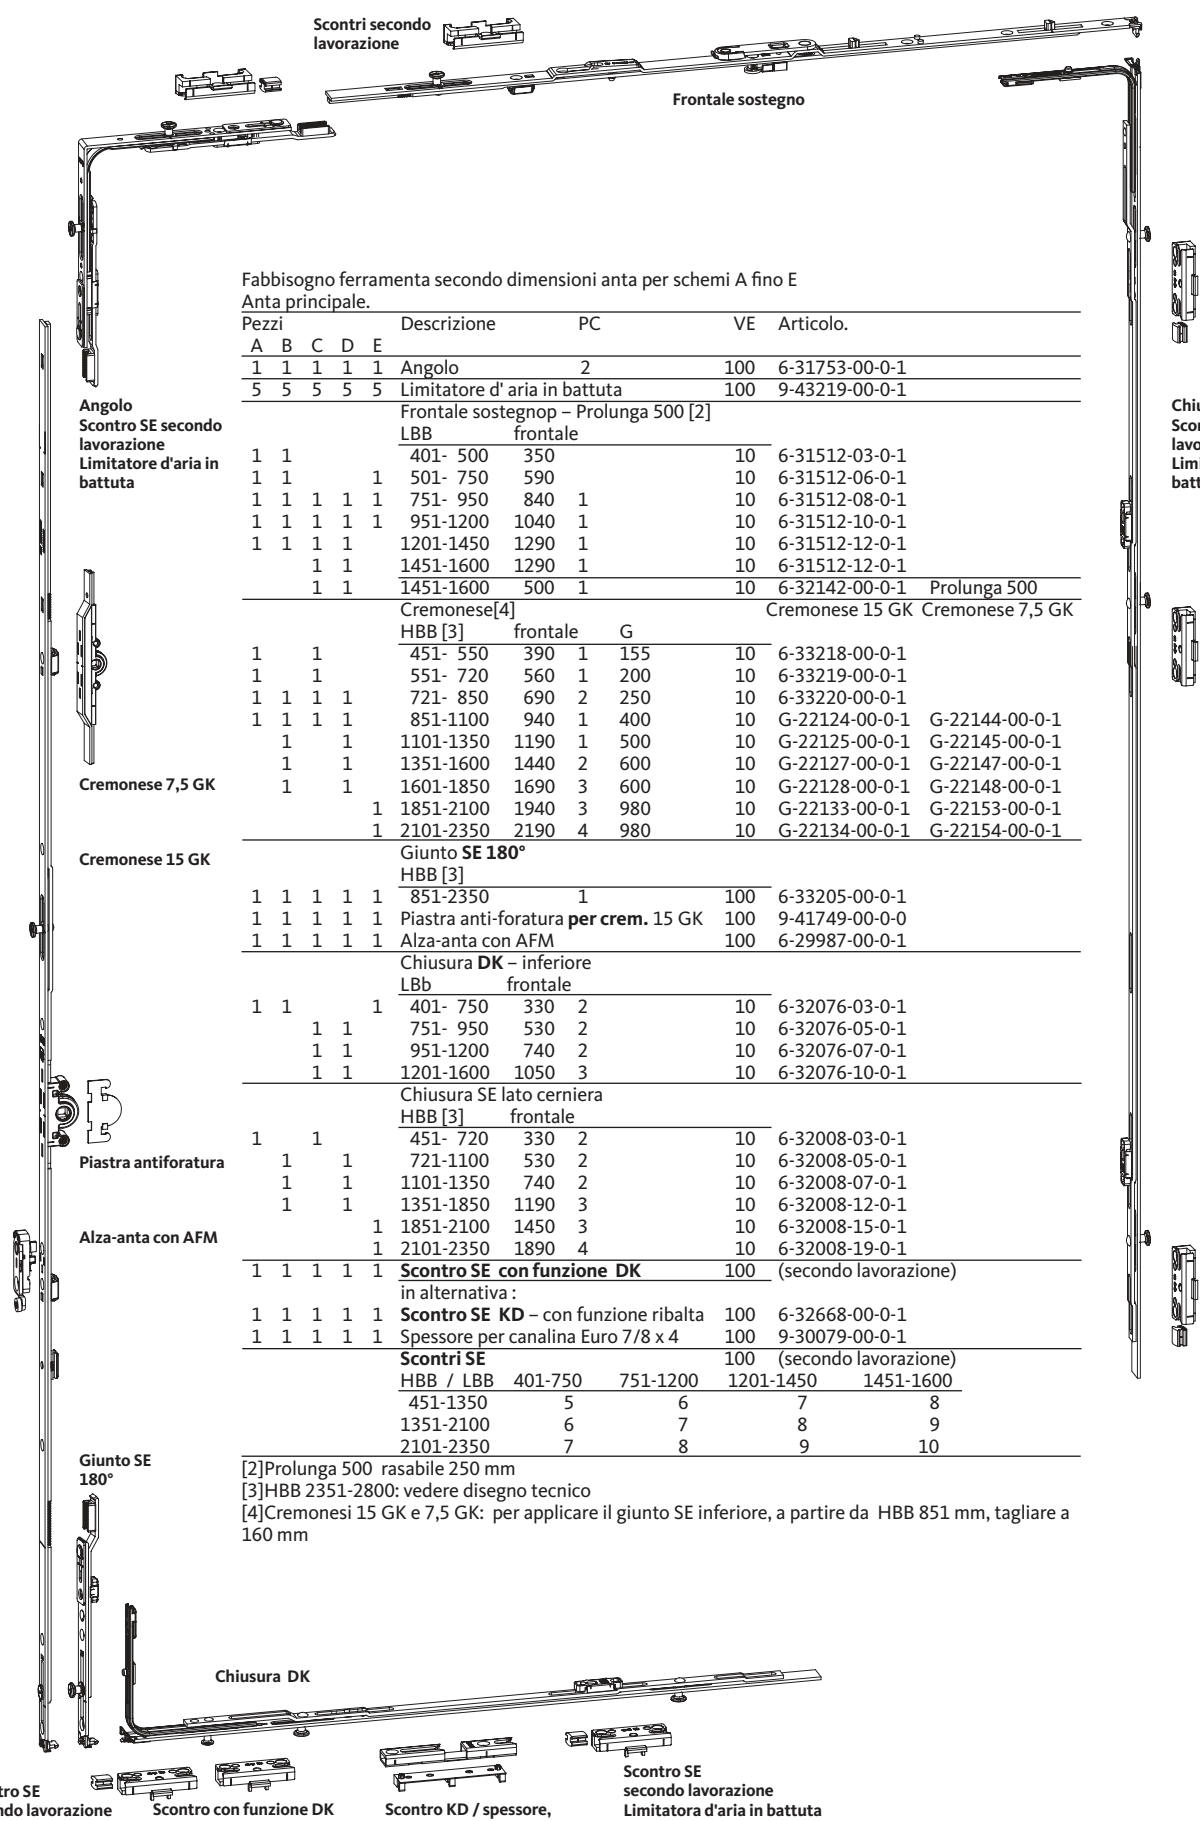 Scontri secondo
lavorazione
Frontale sostegno
Fabbisogno ferramenta secondo dimensioni anta per schemi A fino E
Anta principale.
Pezzi Descrizione PC VE Articolo.
A B C D E
1 1 1 1 1 Angolo 2 100 6-31753-00-0-1
5 5 5 5 5 Limitatore d' aria in battuta 100 9-43219-00-0-1
Frontale sostegnop – Prolunga 500 [2]
LBB frontale
1 1 401- 500 350 10 6-31512-03-0-1
1 1 1 501- 750 590 10 6-31512-06-0-1
1 1 1 1 1 751- 950 840 1 10 6-31512-08-0-1
1 1 1 1 1 951-1200 1040 1 10 6-31512-10-0-1
1 1 1 1 1201-1450 1290 1 10 6-31512-12-0-1
1 1 1451-1600 1290 1 10 6-31512-12-0-1
1 1 1451-1600 500 1 10 6-32142-00-0-1 Prolunga 500
Cremonese[4] Cremonese 15 GK Cremonese 7,5 GK
HBB [3] frontale G
1 1 451- 550 390 1 155 10 6-33218-00-0-1
1 1 551- 720 560 1 200 10 6-33219-00-0-1
1 1 1 1 721- 850 690 2 250 10 6-33220-00-0-1
1 1 1 1 851-1100 940 1 400 10 G-22124-00-0-1 G-22144-00-0-1
1 1 1101-1350 1190 1 500 10 G-22125-00-0-1 G-22145-00-0-1
1 1 1351-1600 1440 2 600 10 G-22127-00-0-1 G-22147-00-0-1
1 1 1601-1850 1690 3 600 10 G-22128-00-0-1 G-22148-00-0-1
1 1851-2100 1940 3 980 10 G-22133-00-0-1 G-22153-00-0-1
1 2101-2350 2190 4 980 10 G-22134-00-0-1 G-22154-00-0-1
Giunto SE 180°
HBB [3]
1 1 1 1 1 851-2350 1 100 6-33205-00-0-1
1 1 1 1 1 Piastra anti-foratura per crem. 15 GK 100 9-41749-00-0-0
1 1 1 1 1 Alza-anta con AFM 100 6-29987-00-0-1
Chiusura DK – inferiore
LBb frontale
1 1 1 401- 750 330 2 10 6-32076-03-0-1
1 1 751- 950 530 2 10 6-32076-05-0-1
1 1 951-1200 740 2 10 6-32076-07-0-1
1 1 1201-1600 1050 3 10 6-32076-10-0-1
Chiusura SE lato cerniera
HBB [3] frontale
1 1 451- 720 330 2 10 6-32008-03-0-1
1 1 721-1100 530 2 10 6-32008-05-0-1
1 1 1101-1350 740 2 10 6-32008-07-0-1
1 1 1351-1850 1190 3 10 6-32008-12-0-1
1 1851-2100 1450 3 10 6-32008-15-0-1
1 2101-2350 1890 4 10 6-32008-19-0-1
1 1 1 1 1 Scontro SE con funzione DK 100 (secondo lavorazione)
in alternativa :
1 1 1 1 1 Scontro SE KD – con funzione ribalta 100 6-32668-00-0-1
1 1 1 1 1 Spessore per canalina Euro 7/8 x 4 100 9-30079-00-0-1
Scontri SE 100 (secondo lavorazione)
HBB / LBB 401-750 751-1200 1201-1450 1451-1600
451-1350 5 6 7 8
1351-2100 6 7 8 9
2101-2350 7 8 9 10
[2]Prolunga 500 rasabile 250 mm
[3]HBB 2351-2800: vedere disegno tecnico
[4]Cremonesi 15 GK e 7,5 GK: per applicare il giunto SE inferiore, a partire da HBB 851 mm, tagliare a
160 mm
Angolo
Scontro SE secondo
lavorazione
Limitatore d'aria in
battuta
Cremonese 7,5 GK
Cremonese 15 GK
Piastra antiforatura
Alza-anta con AFM
Giunto SE
180°
Chiu
Scon
lavo
Limi
batt
Chiusura DK
tro SE
ndo lavorazione
Scontro con funzione DK
Scontro KD / spessore,
Scontro SE
secondo lavorazione
Limitatora d'aria in battuta